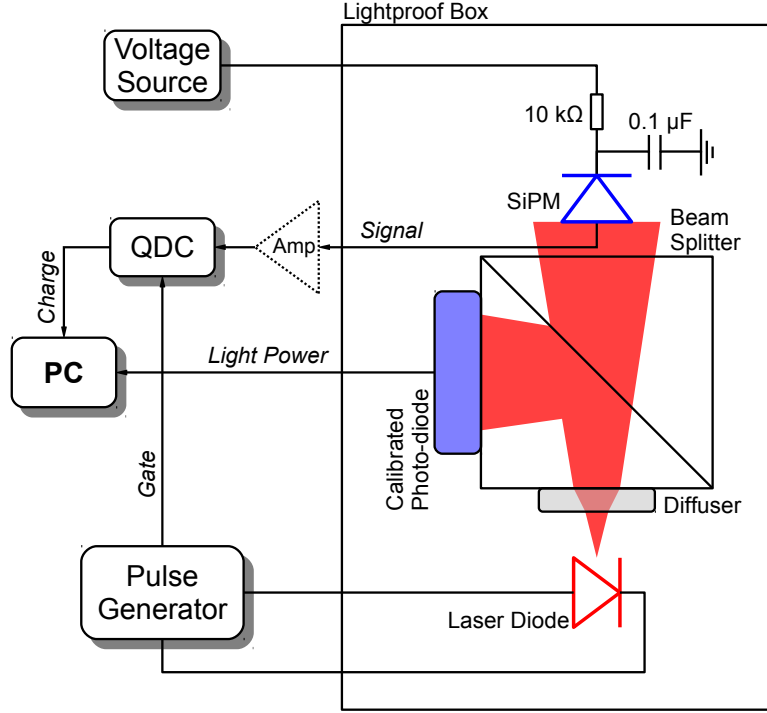 Lightproof Box
Voltage
Source
10 kΩ
0.1 µF
SiPM
Beam
Splitter
Signal
Amp
QDC
Charge
PC
Light Power
Calibrated
Photo-diode
Gate
Diffuser
Pulse
Generator
Laser Diode